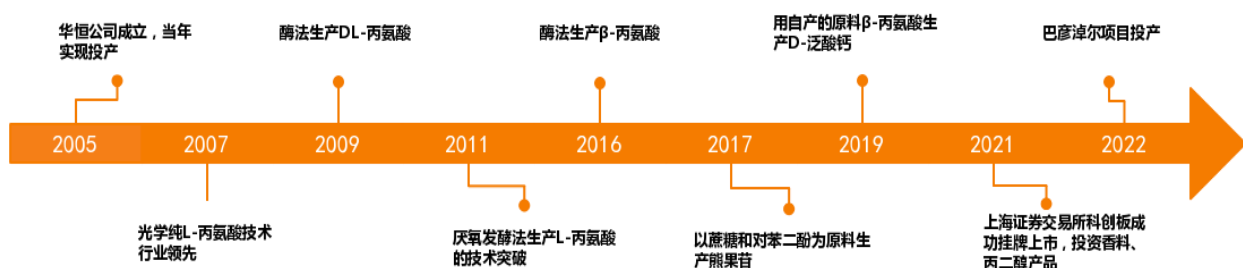 华恒公司成立，当年
实现投产
酶法生产DL-丙氨酸
酶法生产β-丙氨酸
用自产的原料β-丙氨酸生
产D-泛酸钙
巴彦淖尔项目投产
2005
2007
2009
2011
2016
2017
2019
2021
2022
光学纯L-丙氨酸技术
行业领先
厌氧发酵法生产L-丙氨酸
的技术突破
以蔗糖和对苯二酚为原料生
产熊果苷
上海证券交易所科创板成
功挂牌上市，投资香料、
丙二醇产品